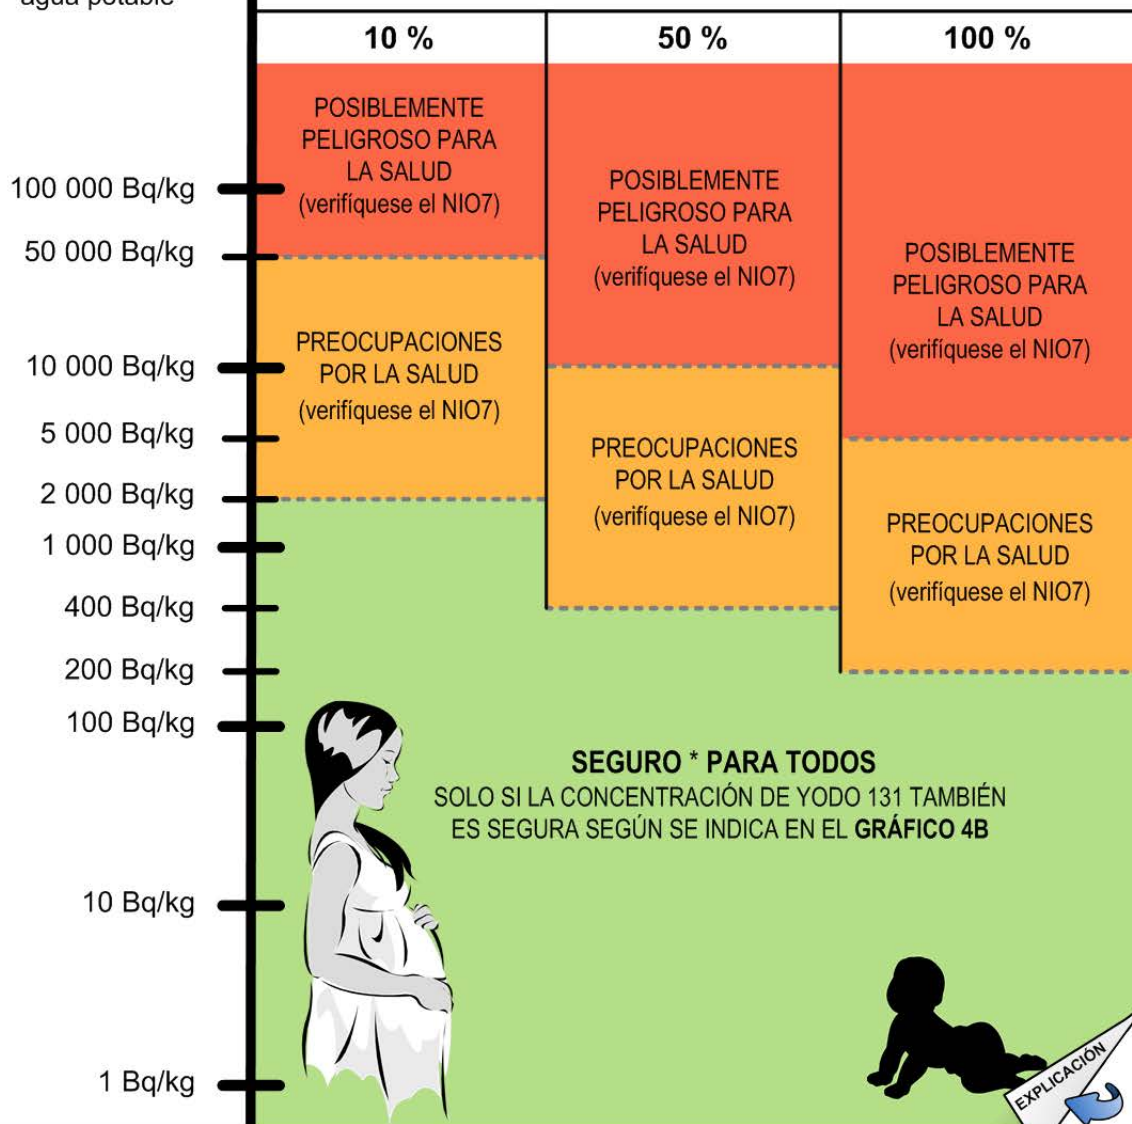 agua potable
10 %
50 %
100 %
POSIBLEMENTE
PELIGROSO PARA
LA SALUD
(verifíquese el NIO7)
POSIBLEMENTE
PELIGROSO PARA
LA SALUD
(verifíquese el NIO7)
POSIBLEMENTE
PELIGROSO PARA
LA SALUD
(verifíquese el NIO7)
100 000 Bq/kg
50 000 Bq/kg
10 000 Bq/kg
5 000 Bq/kg
2 000 Bq/kg
1 000 Bq/kg
400 Bq/kg
200 Bq/kg
100 Bq/kg
10 Bq/kg
1 Bq/kg
PREOCUPACIONES
POR LA SALUD
(verifíquese el NIO7)
PREOCUPACIONES
POR LA SALUD
(verifíquese el NIO7)
PREOCUPACIONES
POR LA SALUD
(verifíquese el NIO7)
SEGURO * PARA TODOS
SOLO SI LA CONCENTRACIÓN DE YODO 131 TAMBIÉN
ES SEGURA SEGÚN SE INDICA EN EL GRÁFICO 4B
EXPLICACIÓN